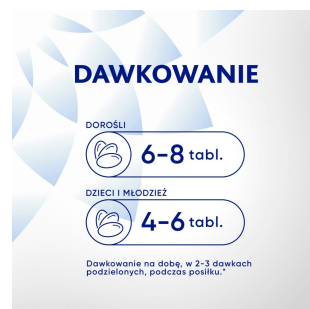 DAWKOWANIE
DOROŚLI
6–8 tabl.
DZIECI I MŁODZIEŻ
4–6 tabl.
Dawkowanie na dobę, w 2-3 dawkach
podzielonych, podczas posiłku.*